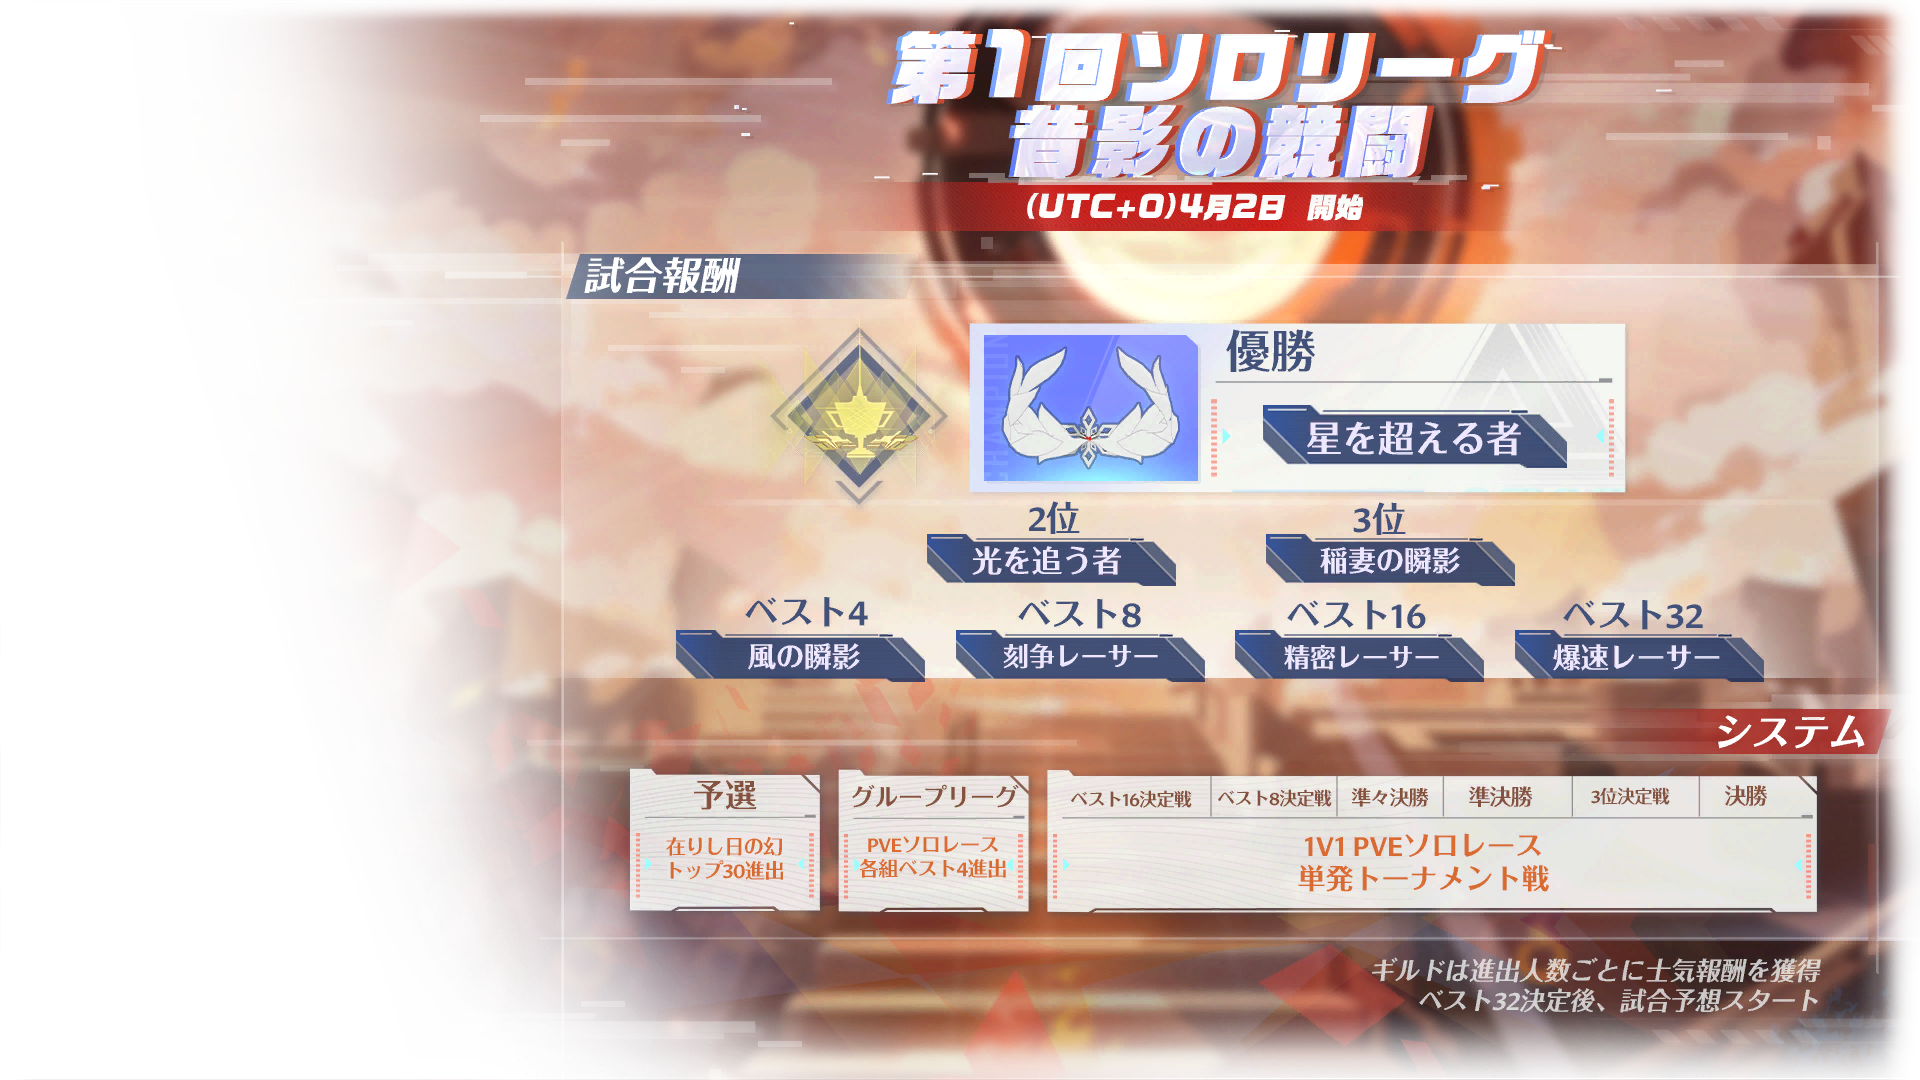 第1回ソロリーグ
昔影の競闘
(UTC+0)4月2日 開始
試合報酬
CHAMPION
優勝
星を超える者
2位
3位
光を追う者
稲妻の瞬影
ベスト4
ベスト8
ベスト16
ベスト32
風の瞬影
刻争レーサー
精密レーサー
爆速レーサー
システム
予選
在りし日の幻
トップ30進出
グループリーグ
PVEソロレース
各組ベスト4進出
ベスト16決定戦
ベスト8決定戦
準々決勝
準決勝
3位決定戦
決勝
1V1 PVEソロレース
単発トーナメント戦
ギルドは進出人数ごとに士気報酬を獲得
ベスト32決定後、試合予想スタート